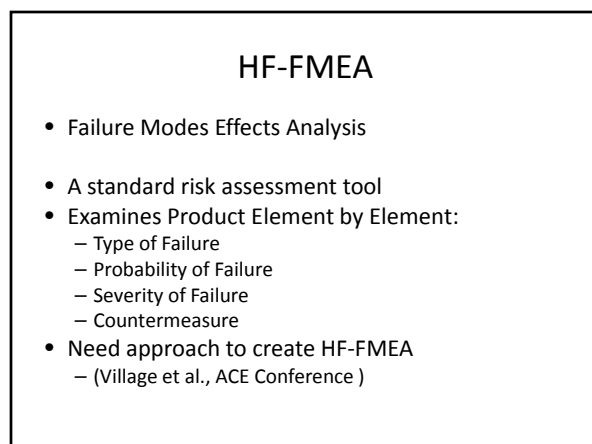 HF-FMEA
• Failure Modes Effects Analysis
• A standard risk assessment tool
• Examines Product Element by Element:
– Type of Failure
– Probability of Failure
– Severity of Failure
– Countermeasure
• Need approach to create HF-FMEA
– (Village et al., ACE Conference )